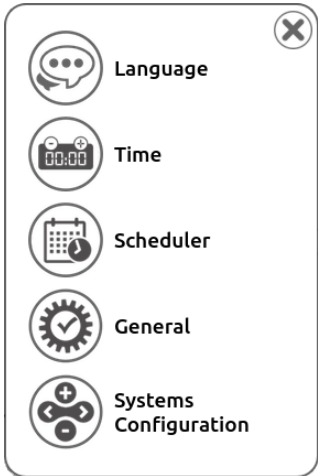 Language
00:00
Time
Scheduler
General
Systems
Configuration